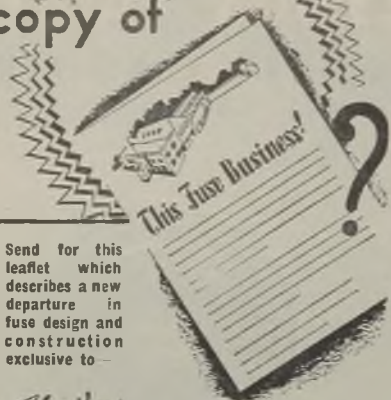 copy of
This Fuse Business!
?
Send for this
leaflet which
describes a new
departure in
fuse design and
construction
exclusive to —